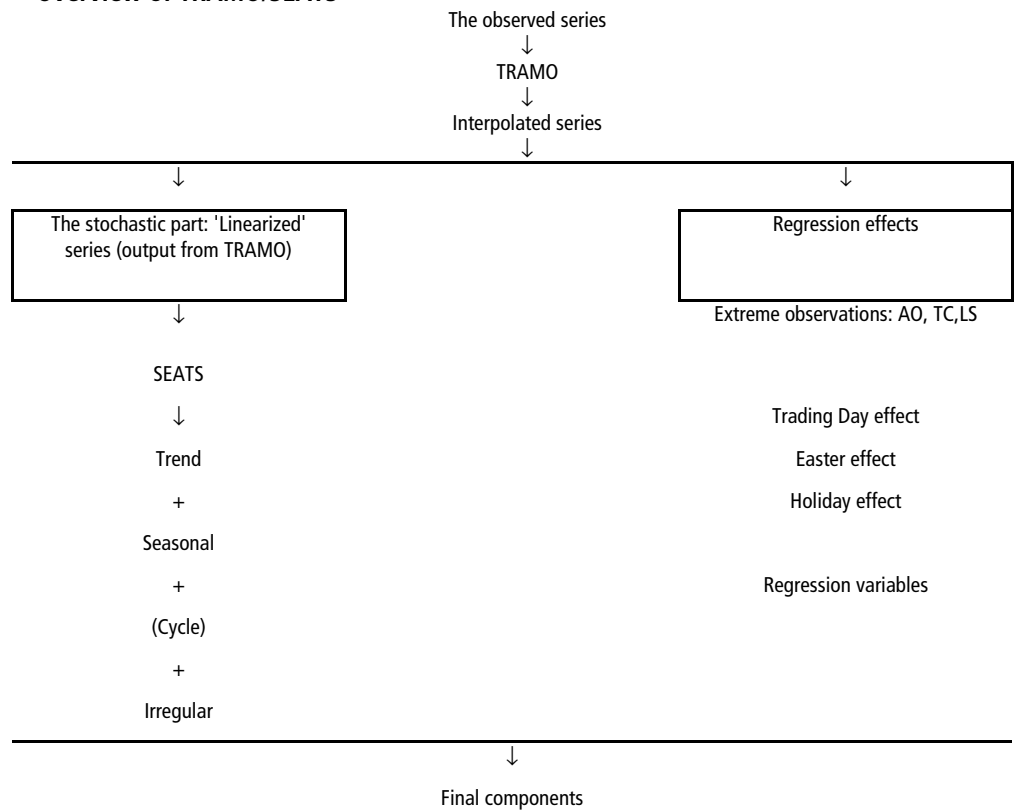 The observed series
↓
TRAMO
↓
Interpolated series
↓
↓
The stochastic part: 'Linearized'
series (output from TRAMO)
↓
SEATS
↓
Trend
+
Seasonal
+
(Cycle)
+
Irregular
↓
Regression effects
Extreme observations: AO, TC,LS
Trading Day effect
Easter effect
Holiday effect
Regression variables
↓
Final components